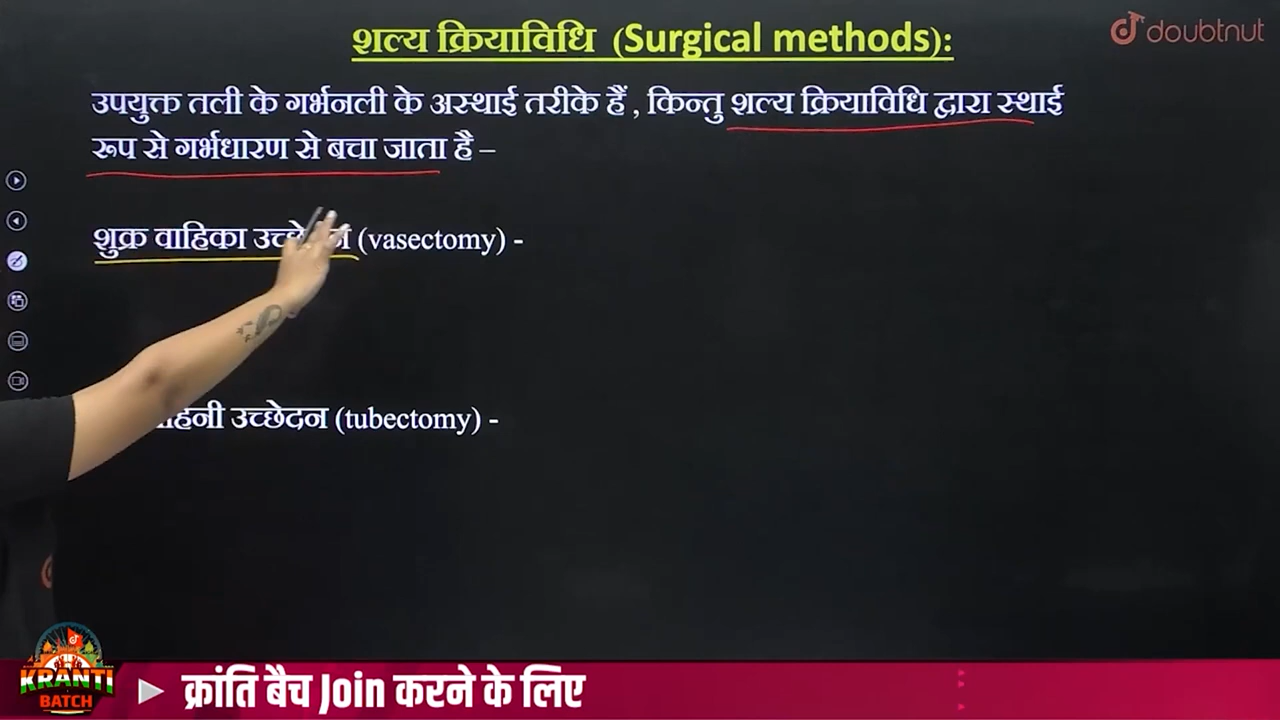 शल्य क्रियाविधि (Surgical methods):
doubtnut
उपयुक्त तली के गर्भनली के अस्थाई तरीके हैं , किन्तु शल्य क्रियाविधि द्वारा स्थाई
रूप से गर्भधारण से बचा जाता है –
शुक्र वाहिका (vasectomy) -
उच्छेदन (tubectomy) -
KRANTI
BATCH
क्रांति बैच Join करने के लिए